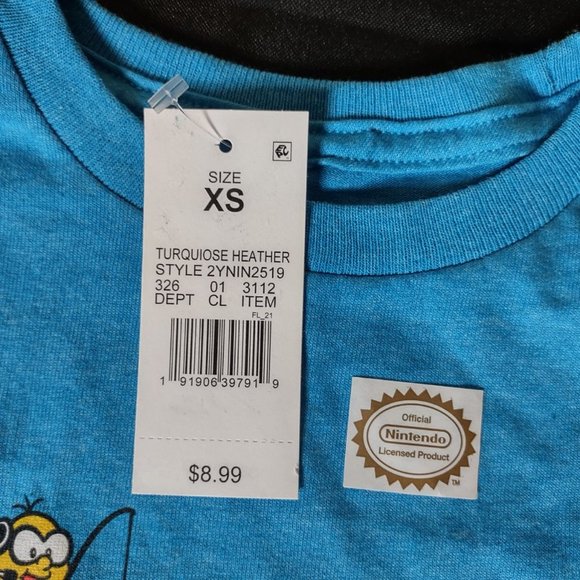 SIZE
XS
TURQUIOSE HEATHER
STYLE 2YNIN2519
326 01 3112
DEPT CL ITEM
FL_21
1 91906 39791 9
$8.99
Official
Nintendo
Licensed Product
TM